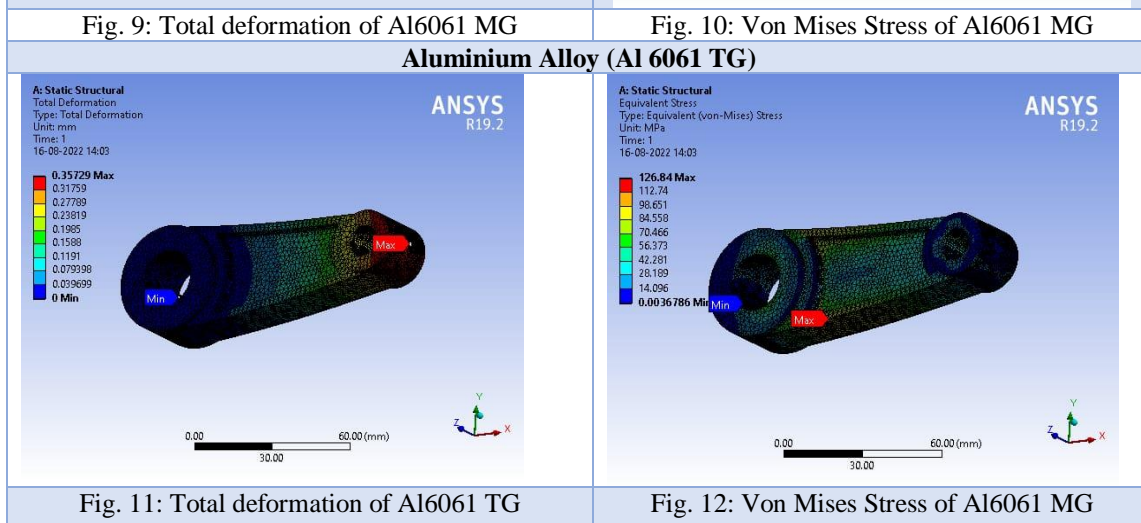 Fig. 9: Total deformation of Al6061 MG
Fig. 10: Von Mises Stress of Al6061 MG
Aluminium Alloy (Al 6061 TG)
A: Static Structural
Total Deformation
Type: Total Deformation
Unit: mm
Time: 1
16-08-2022 14:03
ANSYS
R19.2
0.35729 Max
0.31759
0.27789
0.23819
0.1985
0.1588
0.1191
0.079398
0.039699
0 Min
Min
Max
Y
Z
X
0.00
60.00 (mm)
30.00
A: Static Structural
Equivalent Stress
Type: Equivalent (von-Mises) Stress
Unit: MPa
Time: 1
16-08-2022 14:03
ANSYS
R19.2
126.84 Max
112.74
98.651
84.558
70.466
56.373
42.281
28.189
14.096
0.0036786 Min
Min
Max
Y
Z
X
0.00
60.00 (mm)
30.00
Fig. 11: Total deformation of Al6061 TG
Fig. 12: Von Mises Stress of Al6061 MG